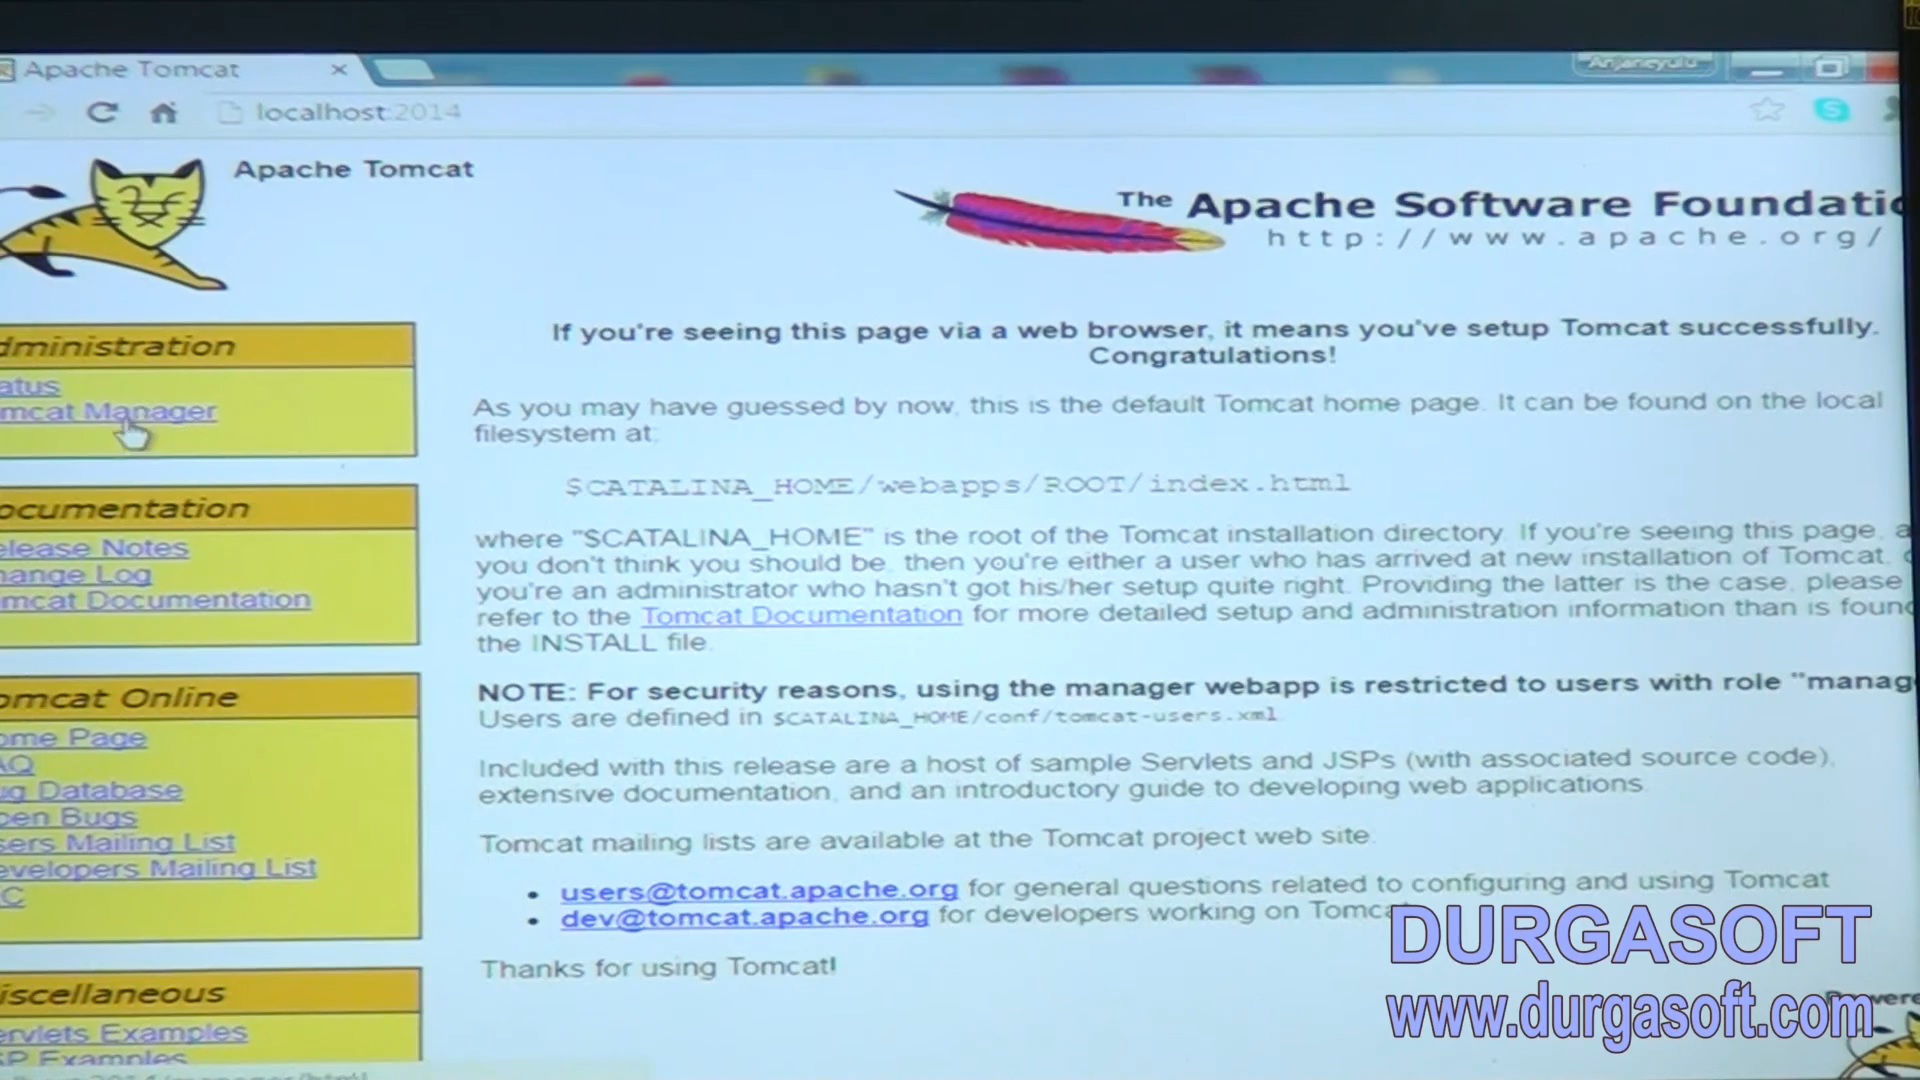 Apache Tomcat
Anjaneyulu
localhost:2014
Apache Tomcat
The Apache Software Foundatio
http://www.apache.org/
dministration
atus
mcat Manager
ocumentation
elease Notes
hange Log
mcat Documentation
omcat Online
ome Page
AQ
ug Database
pen Bugs
sers Mailing List
evelopers Mailing List
C
iscellaneous
ervlets Examples
SP Examples
If you're seeing this page via a web browser, it means you've setup Tomcat successfully.
Congratulations!
As you may have guessed by now, this is the default Tomcat home page. It can be found on the local
filesystem at:
$CATALINA_HOME/webapps/ROOT/index.html
where "$CATALINA_HOME" is the root of the Tomcat installation directory. If you're seeing this page, a
you don't think you should be, then you're either a user who has arrived at new installation of Tomcat, o
you're an administrator who hasn't got his/her setup quite right. Providing the latter is the case, please
refer to the Tomcat Documentation for more detailed setup and administration information than is found
the INSTALL file.
NOTE: For security reasons, using the manager webapp is restricted to users with role "manag
Users are defined in $CATALINA_HOME/conf/tomcat-users.xml.
Included with this release are a host of sample Servlets and JSPs (with associated source code),
extensive documentation, and an introductory guide to developing web applications.
Tomcat mailing lists are available at the Tomcat project web site:
• users@tomcat.apache.org for general questions related to configuring and using Tomcat
• dev@tomcat.apache.org for developers working on Tomca
Thanks for using Tomcat!
DURGASOFT
www.durgasoft.com
Powere